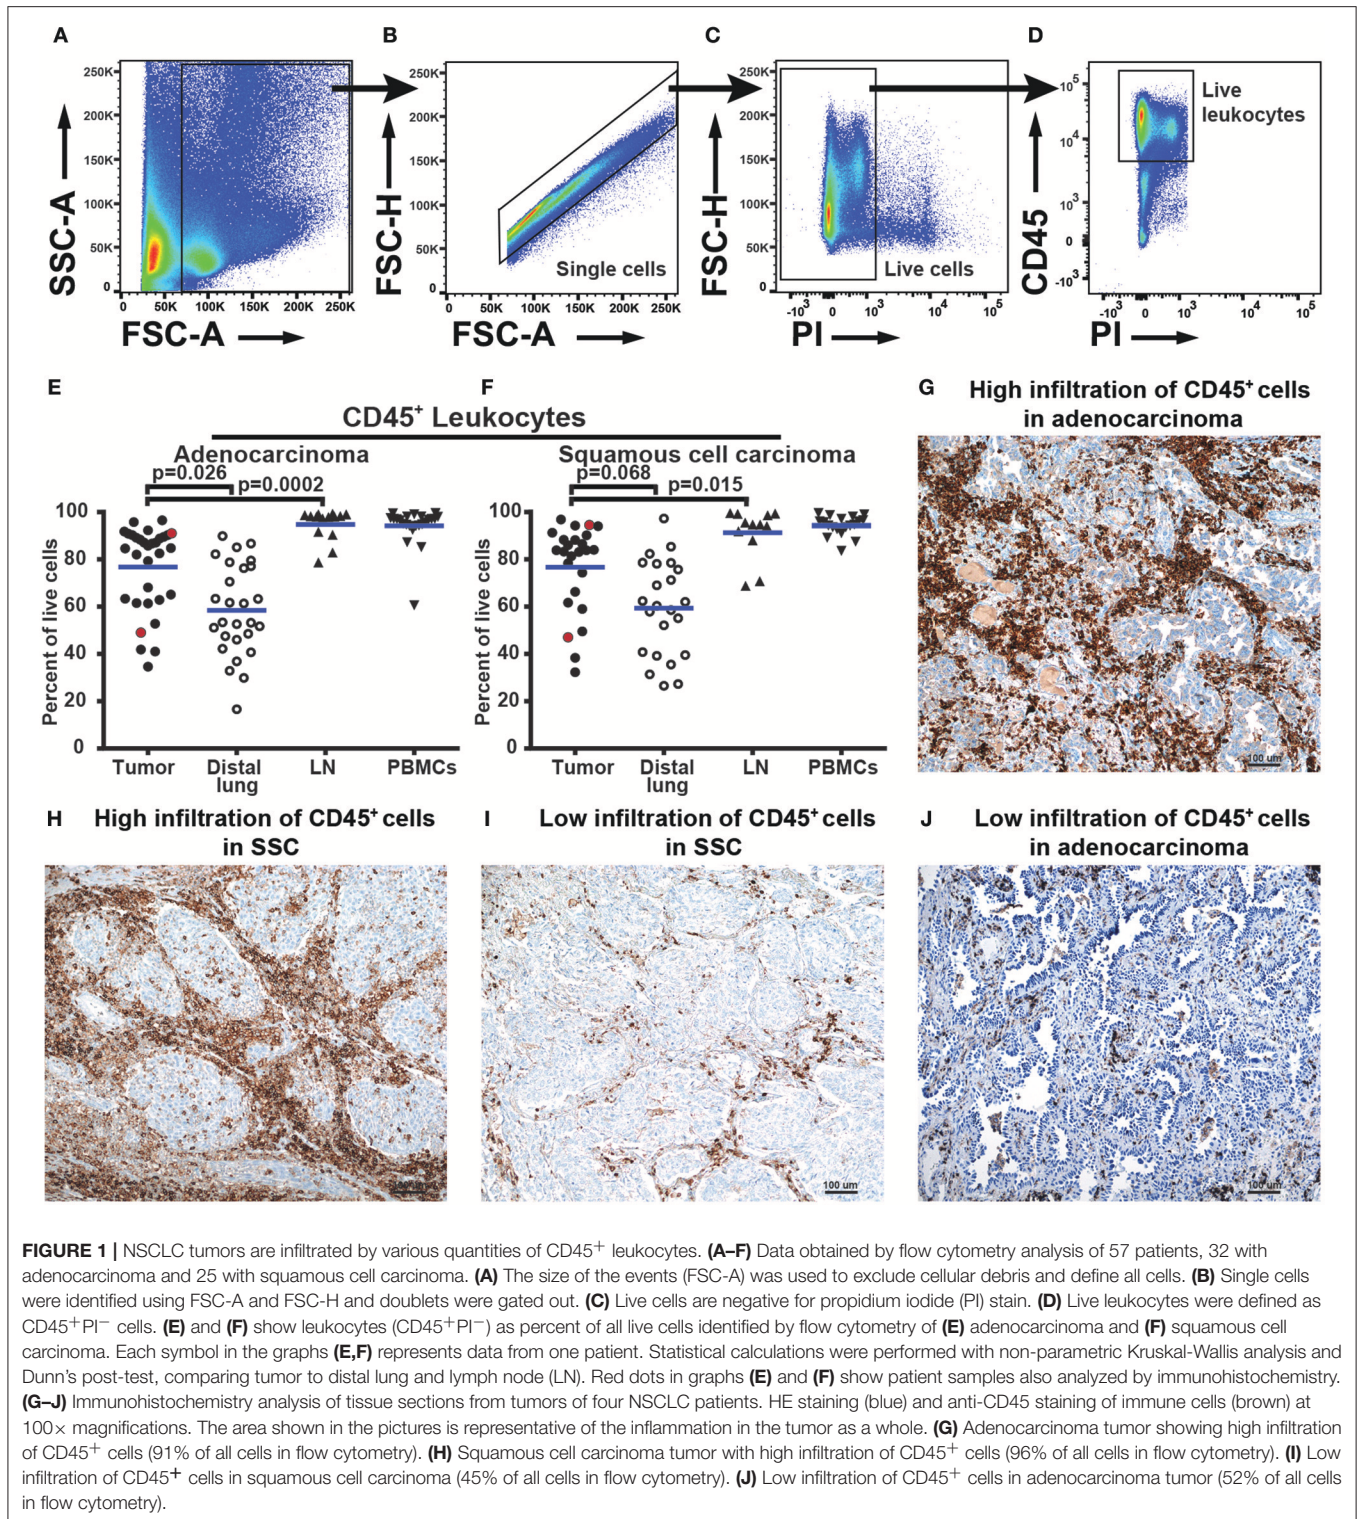 A
B
C
D
SSC-A
250K
200K
150K
100K
50K
0
0 50K 100K 150K 200K 250K
FSC-A
FSC-H
250K
200K
150K
100K
50K
0
0 50K 100K 150K 200K 250K
Single cells
FSC-A
FSC-H
250K
200K
150K
100K
50K
0
-10³ 0 10³ 10⁴ 10⁵
Live cells
PI
CD45
10⁵
10⁴
10³
0
-10³
0 10³ 10⁴ 10⁵
Live
leukocytes
PI
E
F
CD45⁺ Leukocytes
Adenocarcinoma
p=0.026
p=0.0002
Percent of live cells
100
80
60
40
20
0
Tumor Distal lung LN PBMCs
Squamous cell carcinoma
p=0.068
p=0.015
Percent of live cells
100
80
60
40
20
0
Tumor Distal lung LN PBMCs
G High infiltration of CD45⁺ cells
in adenocarcinoma
100 um
H High infiltration of CD45⁺ cells
in SSC
100 um
I Low infiltration of CD45⁺ cells
in SSC
100 um
J Low infiltration of CD45⁺ cells
in adenocarcinoma
100 um
FIGURE 1 | NSCLC tumors are infiltrated by various quantities of CD45⁺ leukocytes. (A–F) Data obtained by flow cytometry analysis of 57 patients, 32 with
adenocarcinoma and 25 with squamous cell carcinoma. (A) The size of the events (FSC-A) was used to exclude cellular debris and define all cells. (B) Single cells
were identified using FSC-A and FSC-H and doublets were gated out. (C) Live cells are negative for propidium iodide (PI) stain. (D) Live leukocytes were defined as
CD45⁺PI⁻ cells. (E) and (F) show leukocytes (CD45⁺PI⁻) as percent of all live cells identified by flow cytometry of (E) adenocarcinoma and (F) squamous cell
carcinoma. Each symbol in the graphs (E,F) represents data from one patient. Statistical calculations were performed with non-parametric Kruskal-Wallis analysis and
Dunn's post-test, comparing tumor to distal lung and lymph node (LN). Red dots in graphs (E) and (F) show patient samples also analyzed by immunohistochemistry.
(G–J) Immunohistochemistry analysis of tissue sections from tumors of four NSCLC patients. HE staining (blue) and anti-CD45 staining of immune cells (brown) at
100× magnifications. The area shown in the pictures is representative of the inflammation in the tumor as a whole. (G) Adenocarcinoma tumor showing high infiltration
of CD45⁺ cells (91% of all cells in flow cytometry). (H) Squamous cell carcinoma tumor with high infiltration of CD45⁺ cells (96% of all cells in flow cytometry). (I) Low
infiltration of CD45⁺ cells in squamous cell carcinoma (45% of all cells in flow cytometry). (J) Low infiltration of CD45⁺ cells in adenocarcinoma tumor (52% of all cells
in flow cytometry).